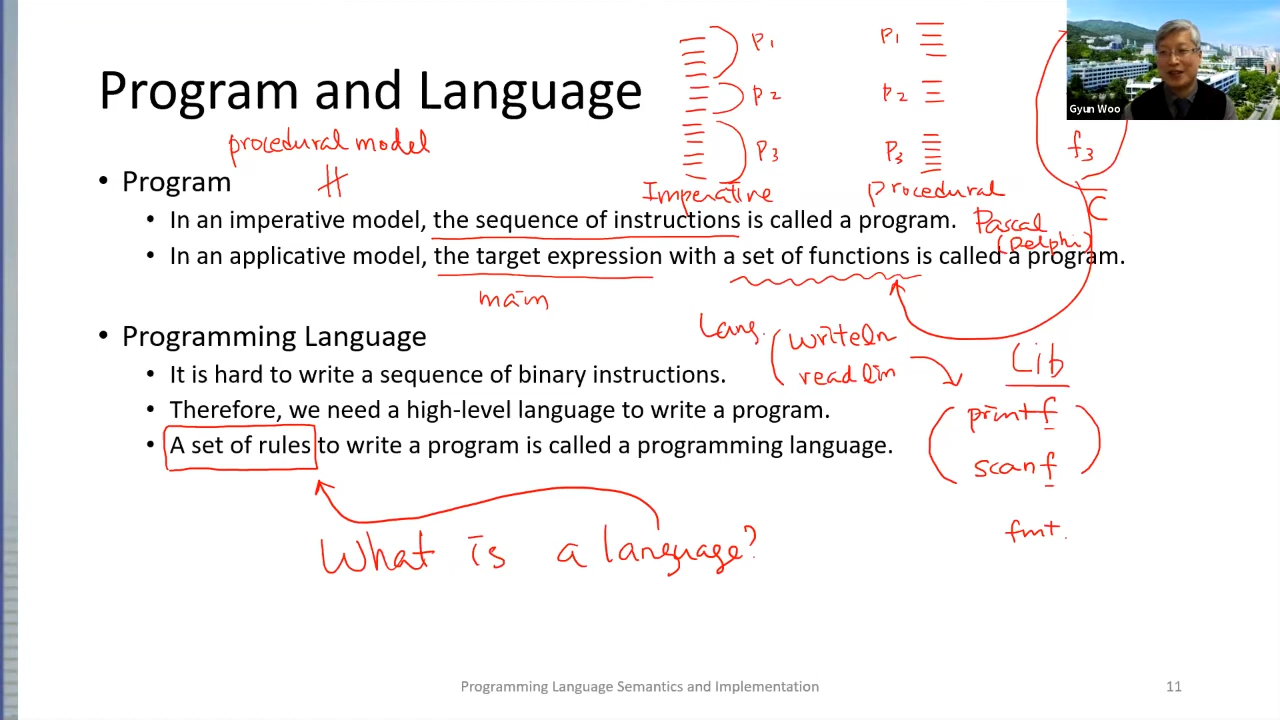 Program and Language
procedural model
• Program
• In an imperative model, the sequence of instructions is called a program.
• In an applicative model, the target expression with a set of functions is called a program.
main
• Programming Language
• It is hard to write a sequence of binary instructions.
• Therefore, we need a high-level language to write a program.
• A set of rules to write a program is called a programming language.
What is a language?
P1
P2
P3
Imperative
P1
P2
P3
Procedural
Pascal
(Delphi)
f3
C
Lang.
writeln
readlin
Lib
printf
scanf
fmt.
Gyun Woo
Programming Language Semantics and Implementation
11